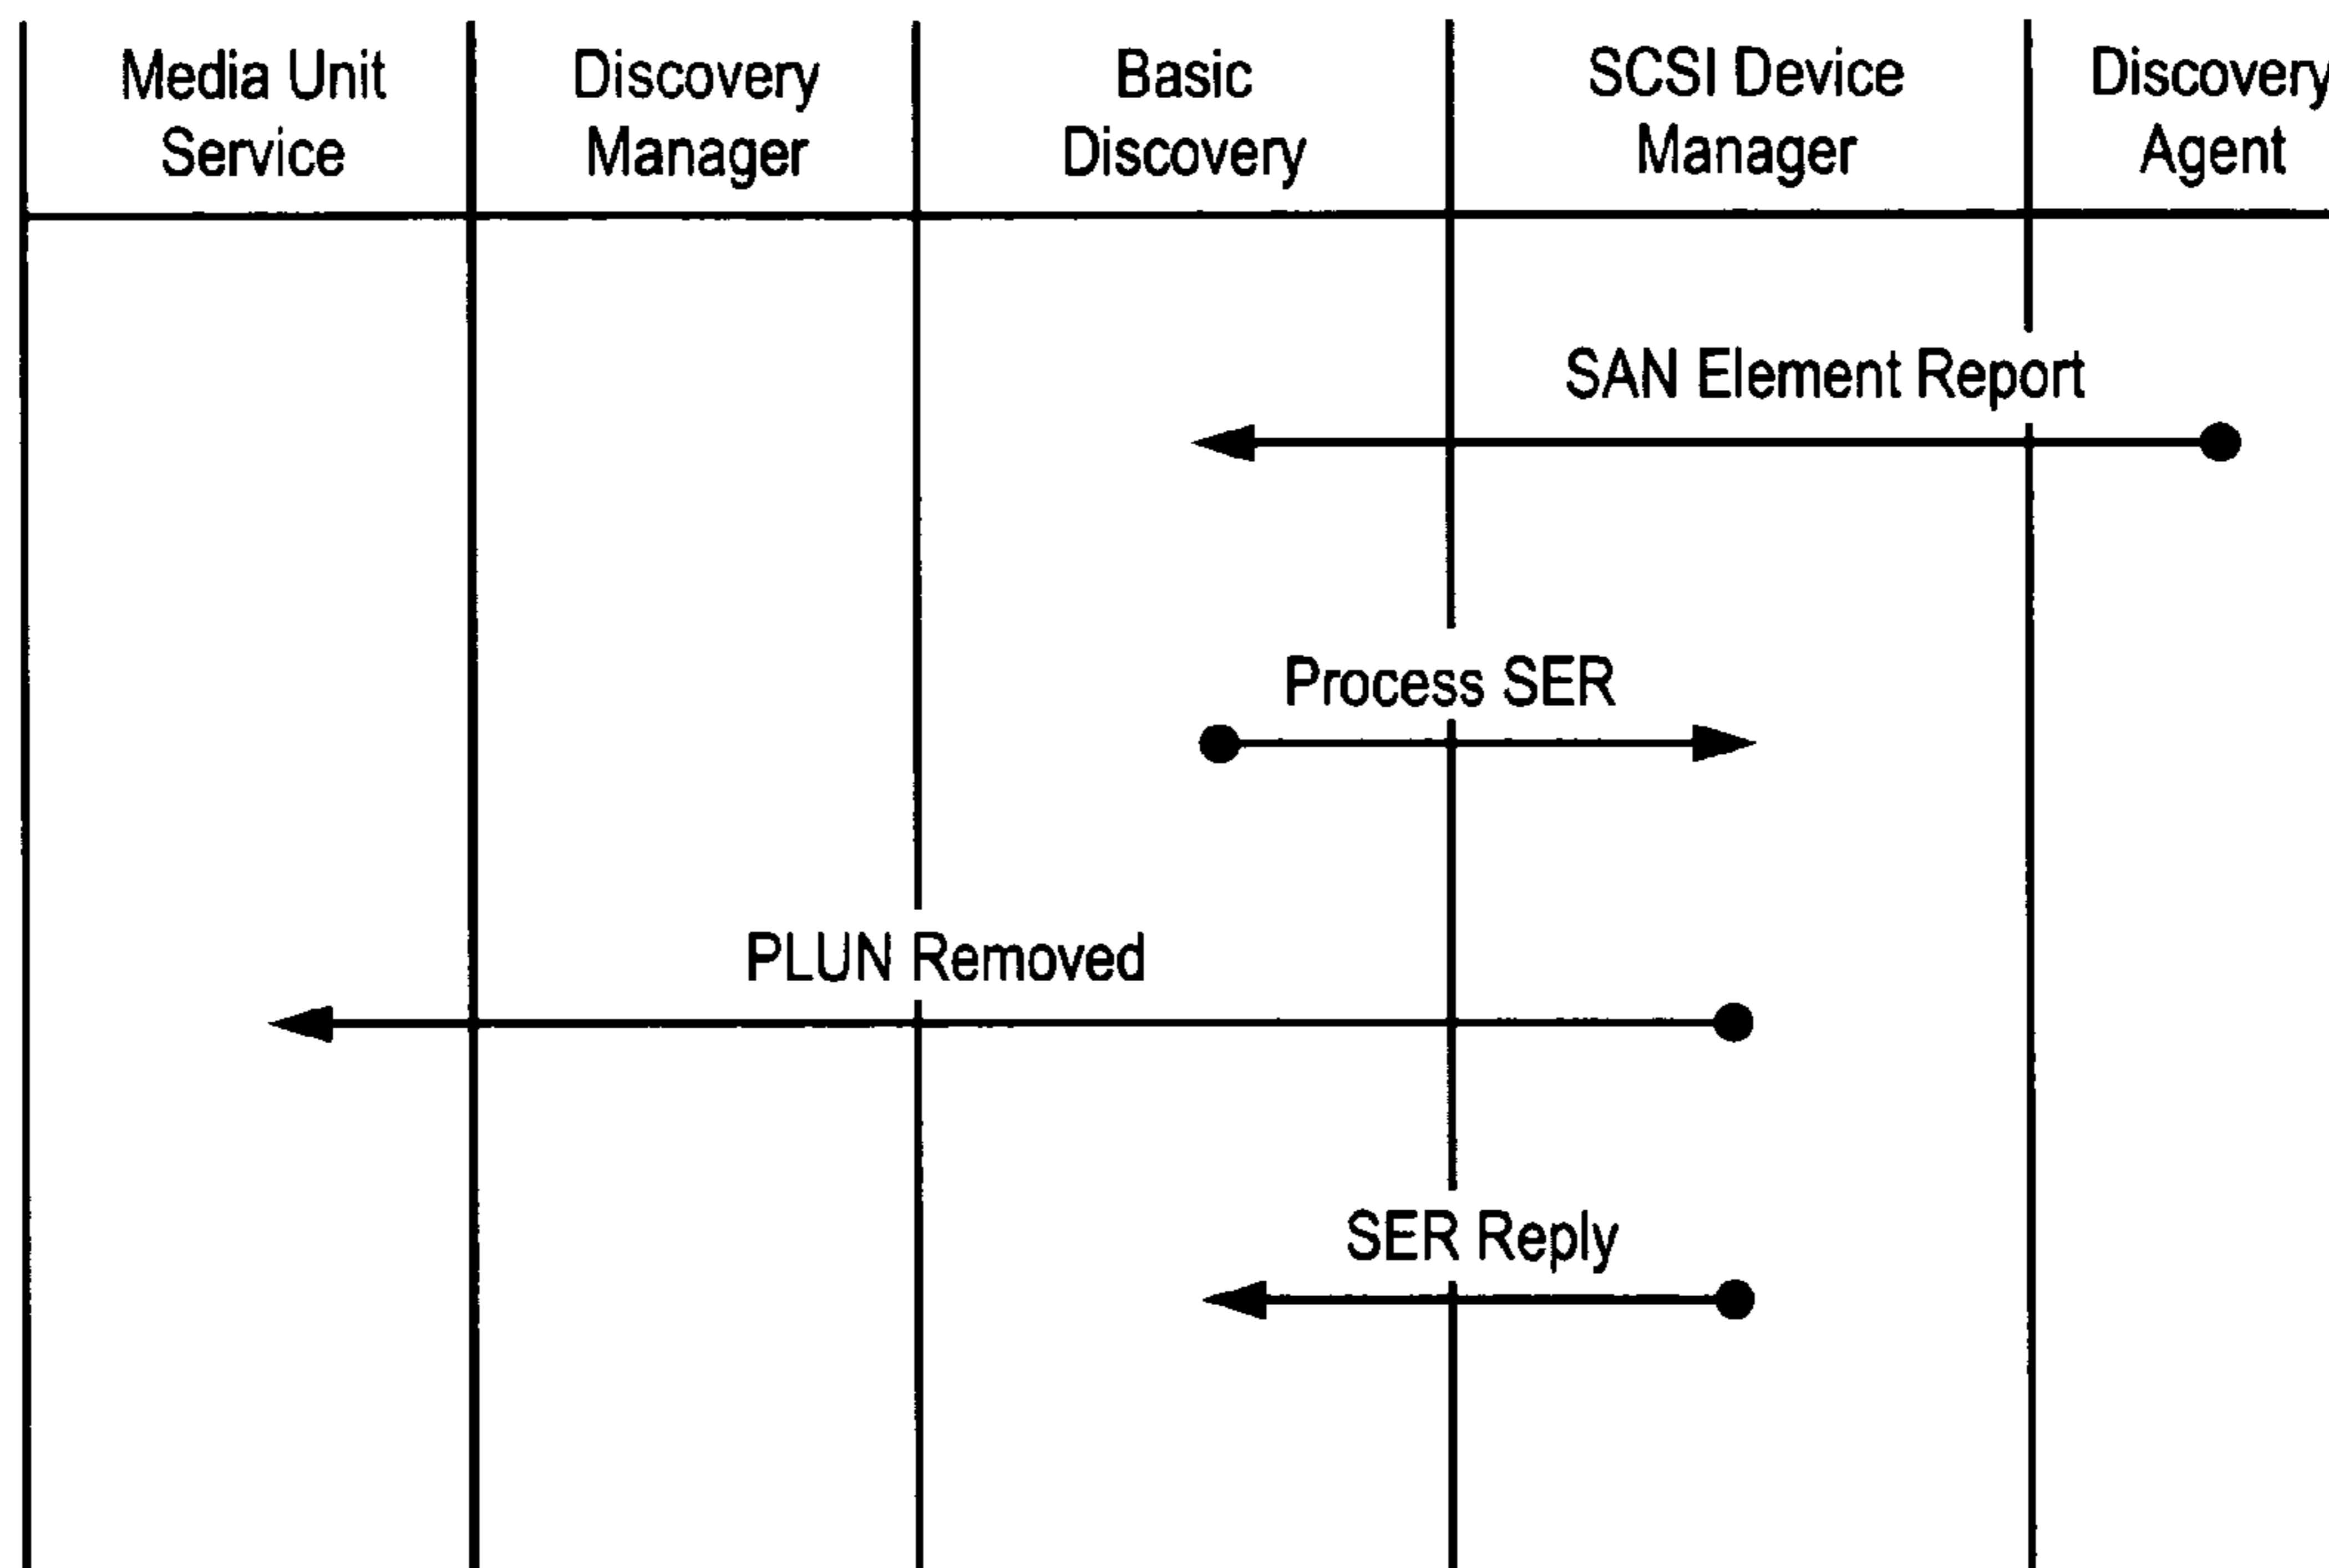 Media Unit
Service
Discovery
Manager
Basic
Discovery
SCSI Device
Manager
Discovery
Agent
SAN Element Report
Process SER
PLUN Removed
SER Reply